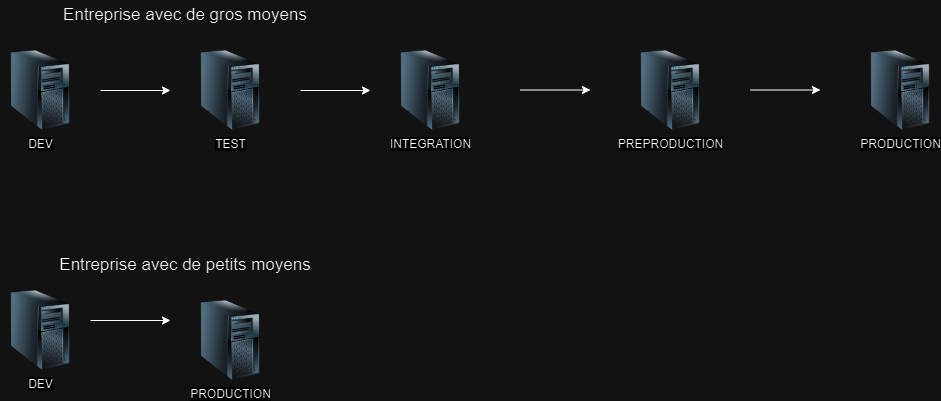 Entreprise avec de gros moyens
DEV
TEST
INTEGRATION
PREPRODUCTION
PRODUCTION
Entreprise avec de petits moyens
DEV
PRODUCTION